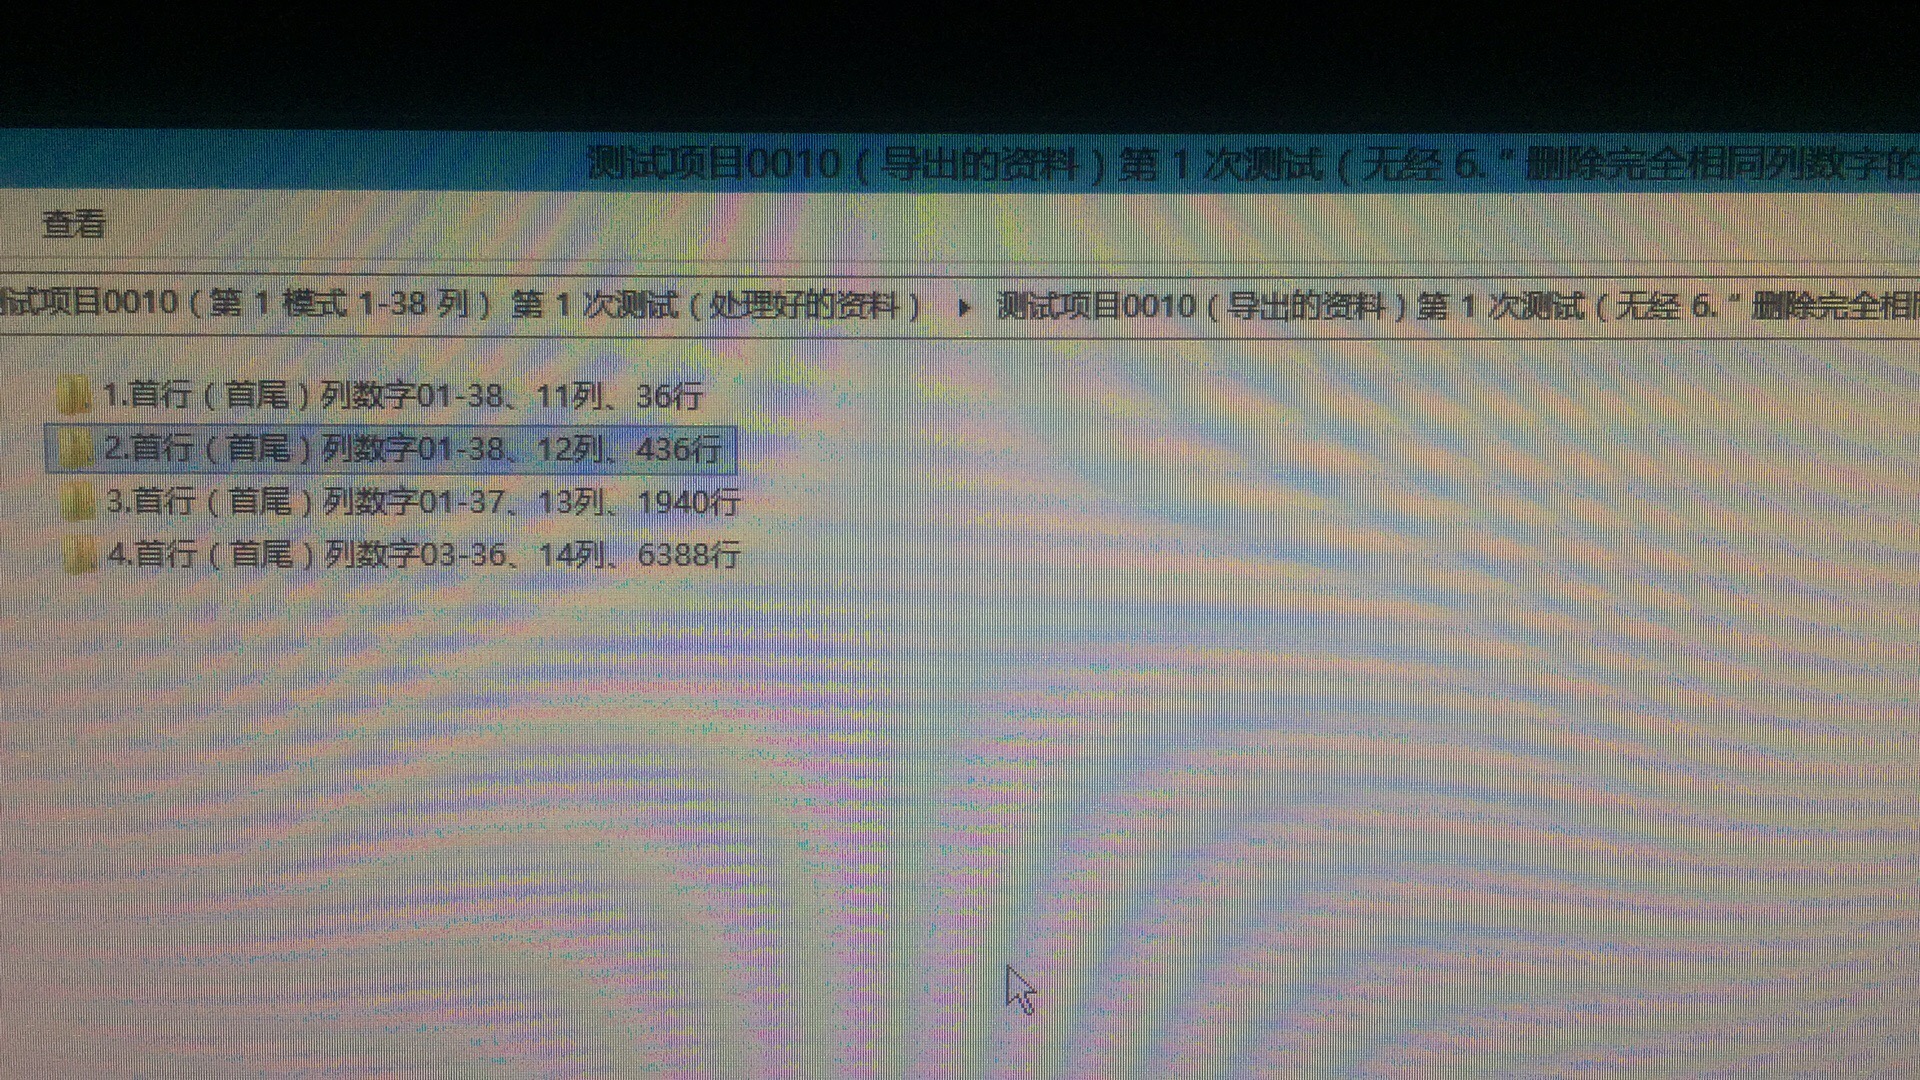 测试项目0010（导出的资料）第 1 次测试（无经 6.“ 删除完全相同列数字的
查看
试项目0010（第 1 模式 1-38 列） 第 1 次测试（处理好的资料） ▸ 测试项目0010（导出的资料）第 1 次测试（无经 6.“ 删除完全相
1.首行（首尾）列数字01-38、11列、36行
2.首行（首尾）列数字01-38、12列、436行
3.首行（首尾）列数字01-37、13列、1940行
4.首行（首尾）列数字03-36、14列、6388行